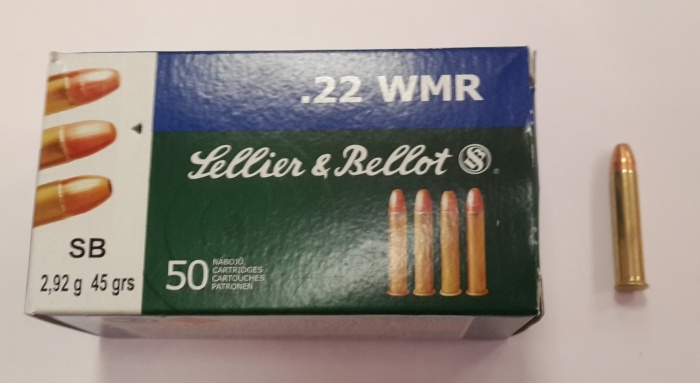 .22 WMR
Sellier & Bellot
SB
2,92 g 45 grs
50
NÁBOJŮ
CARTRIDGES
CARTOUCHES
PATRONEN